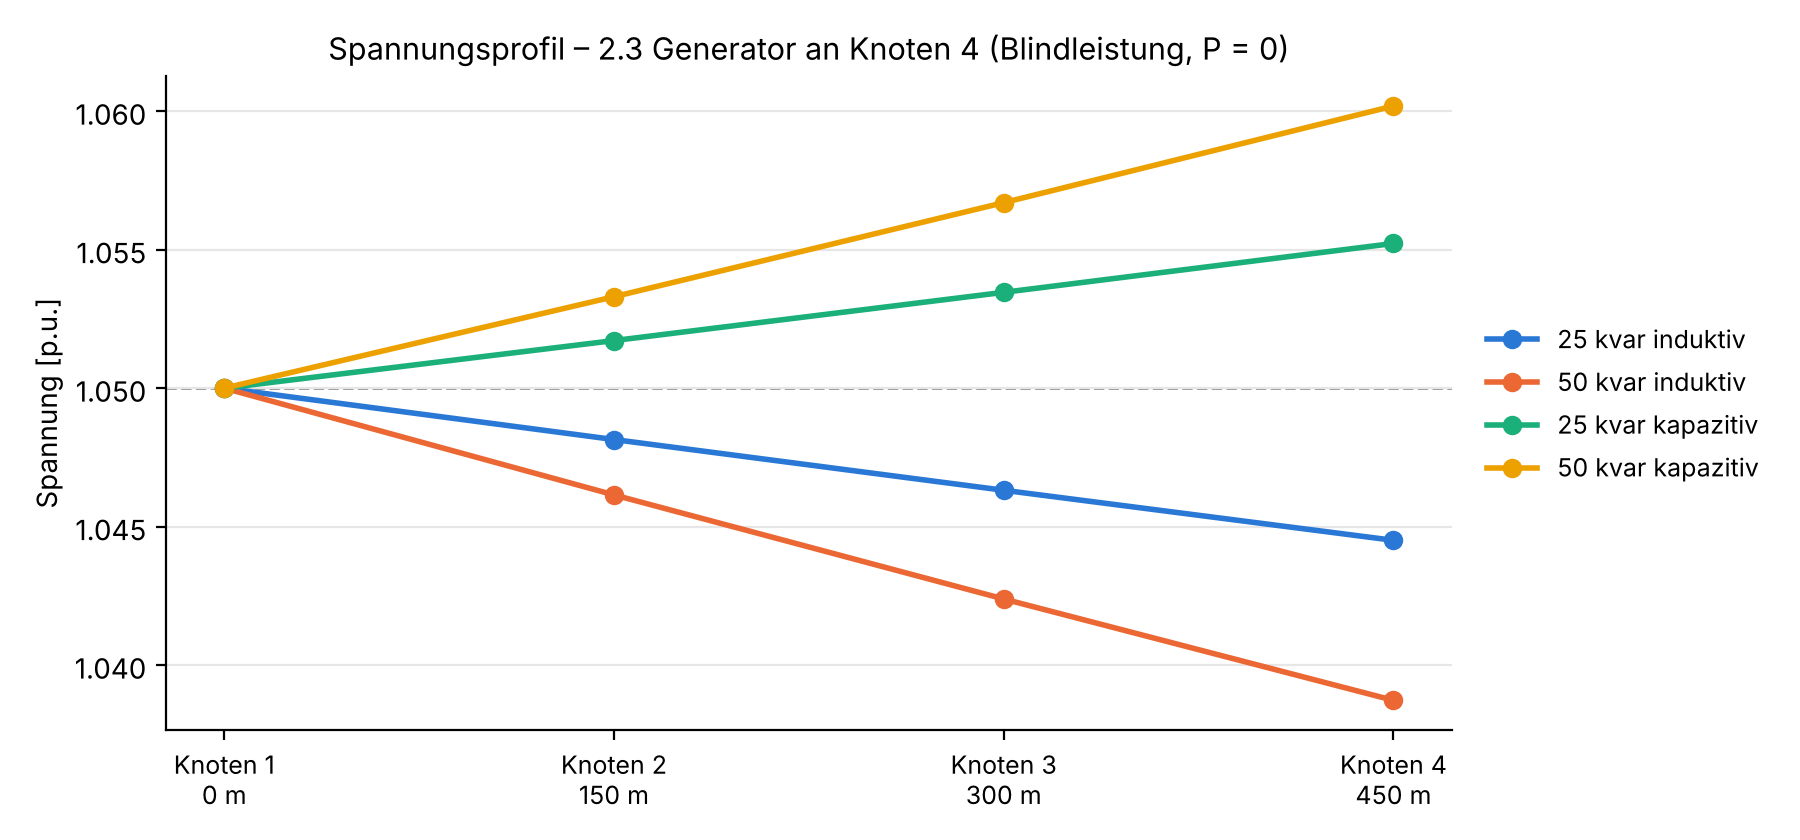 Spannungsprofil – 2.3 Generator an Knoten 4 (Blindleistung, P = 0)
Spannung [p.u.]
1.060
1.055
1.050
1.045
1.040
Knoten 1
0 m
Knoten 2
150 m
Knoten 3
300 m
Knoten 4
450 m
25 kvar induktiv
50 kvar induktiv
25 kvar kapazitiv
50 kvar kapazitiv